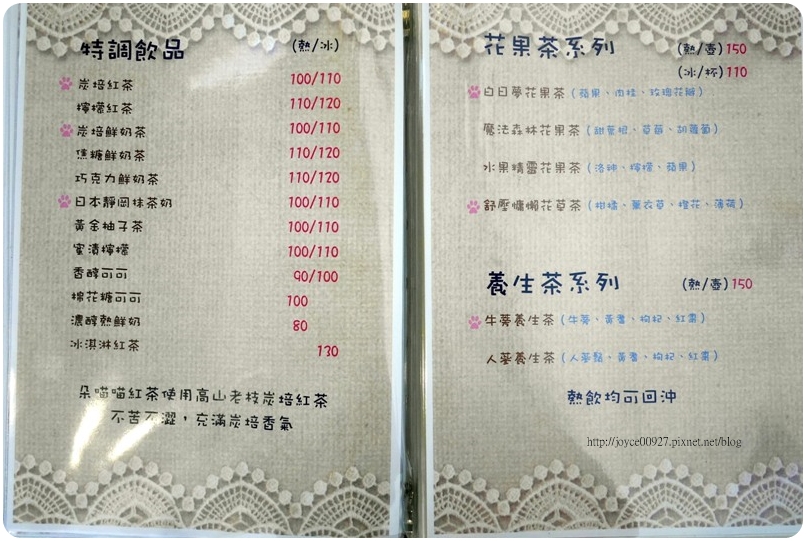 特調飲品 (熱/冰)
炭培紅茶 100/110
檸檬紅茶 110/120
炭培鮮奶茶 100/110
焦糖鮮奶茶 110/120
巧克力鮮奶茶 110/120
日本靜岡抹茶奶 100/110
黃金柚子茶 100/110
蜜漬檸檬 100/110
香醇可可 90/100
棉花糖可可 100
濃醇熱鮮奶 80
冰淇淋紅茶 130
朵喵喵紅茶使用高山老枝炭培紅茶
不苦不澀，充滿炭培香氣
花果茶系列 (熱/壺)150
(冰/杯)110
白日夢花果茶（蘋果、肉桂、玫瑰花瓣）
魔法森林花果茶（甜菜根、草莓、胡蘿蔔）
水果精靈花果茶（洛神、檸檬、蘋果）
舒壓慵懶花草茶（柑橘、薰衣草、橙花、薄荷）
養生茶系列 (熱/壺)150
牛蒡養生茶（牛蒡、黃耆、枸杞、紅棗）
人蔘養生茶（人蔘鬚、黃耆、枸杞、紅棗）
熱飲均可回沖
http://joyce00927.pixnet.net/blog